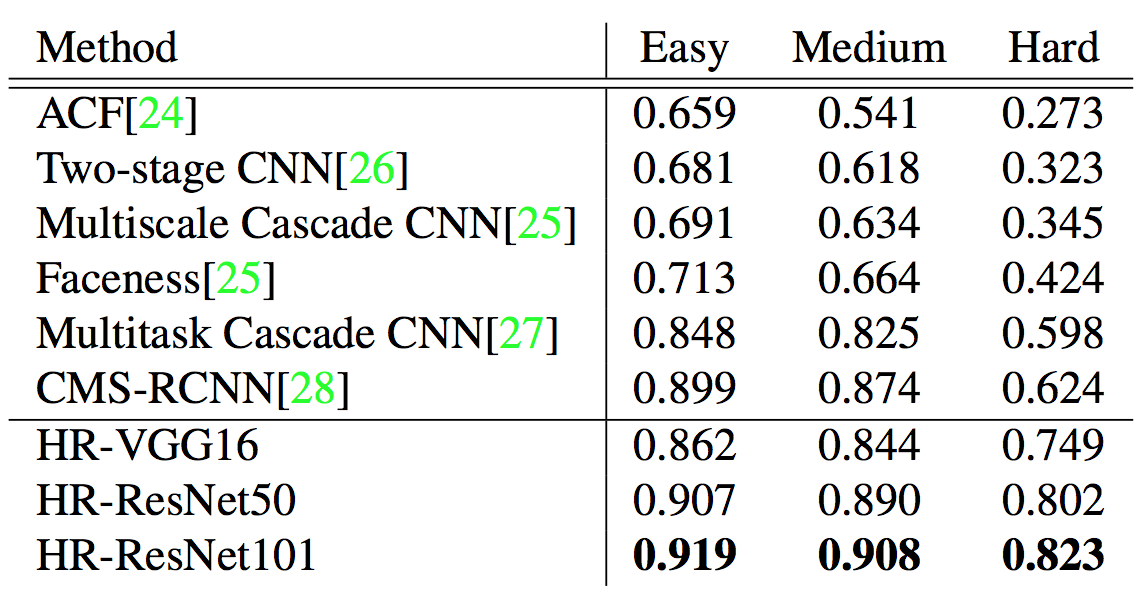 Method Easy Medium Hard
ACF[24] 0.659 0.541 0.273
Two-stage CNN[26] 0.681 0.618 0.323
Multiscale Cascade CNN[25] 0.691 0.634 0.345
Faceness[25] 0.713 0.664 0.424
Multitask Cascade CNN[27] 0.848 0.825 0.598
CMS-RCNN[28] 0.899 0.874 0.624
HR-VGG16 0.862 0.844 0.749
HR-ResNet50 0.907 0.890 0.802
HR-ResNet101 0.919 0.908 0.823